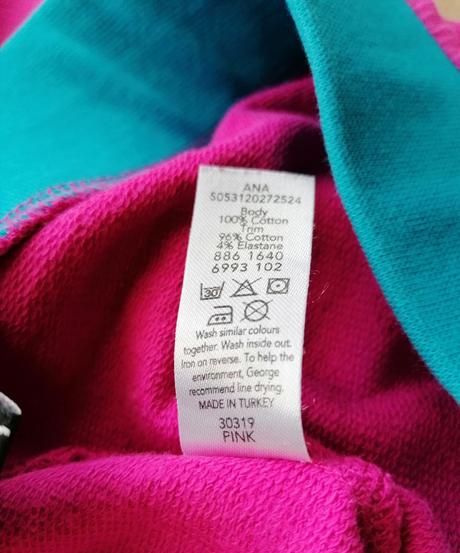 ANA
5053120272524
Body
100% Cotton
Trim
96% Cotton
4% Elastane
886 1640
6993 102
30
Wash similar colours
together. Wash inside out.
Iron on reverse. To help the
environment, George
recommend line drying.
MADE IN TURKEY
30319
PINK